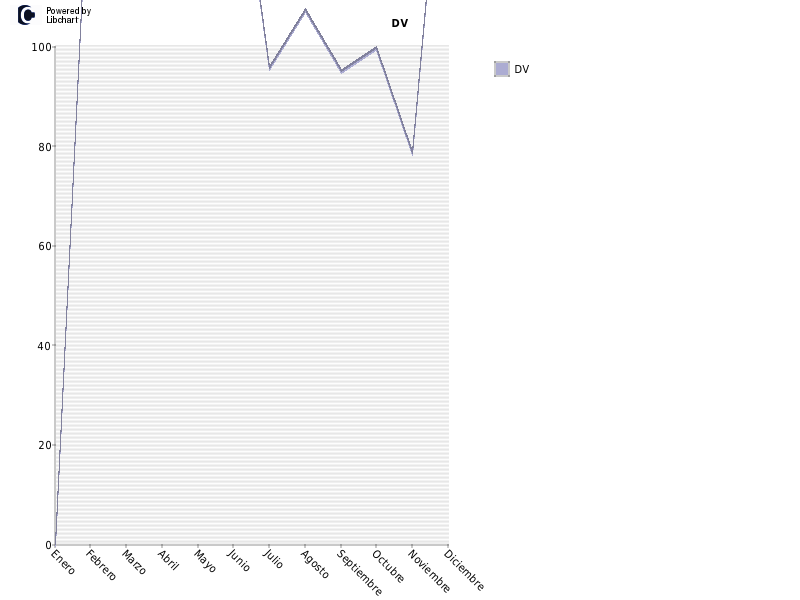 Powered by
Libchart
DV
100
80
60
40
20
0
DV
Enero
Febrero
Marzo
Abril
Mayo
Junio
Julio
Agosto
Septiembre
Octubre
Noviembre
Diciembre